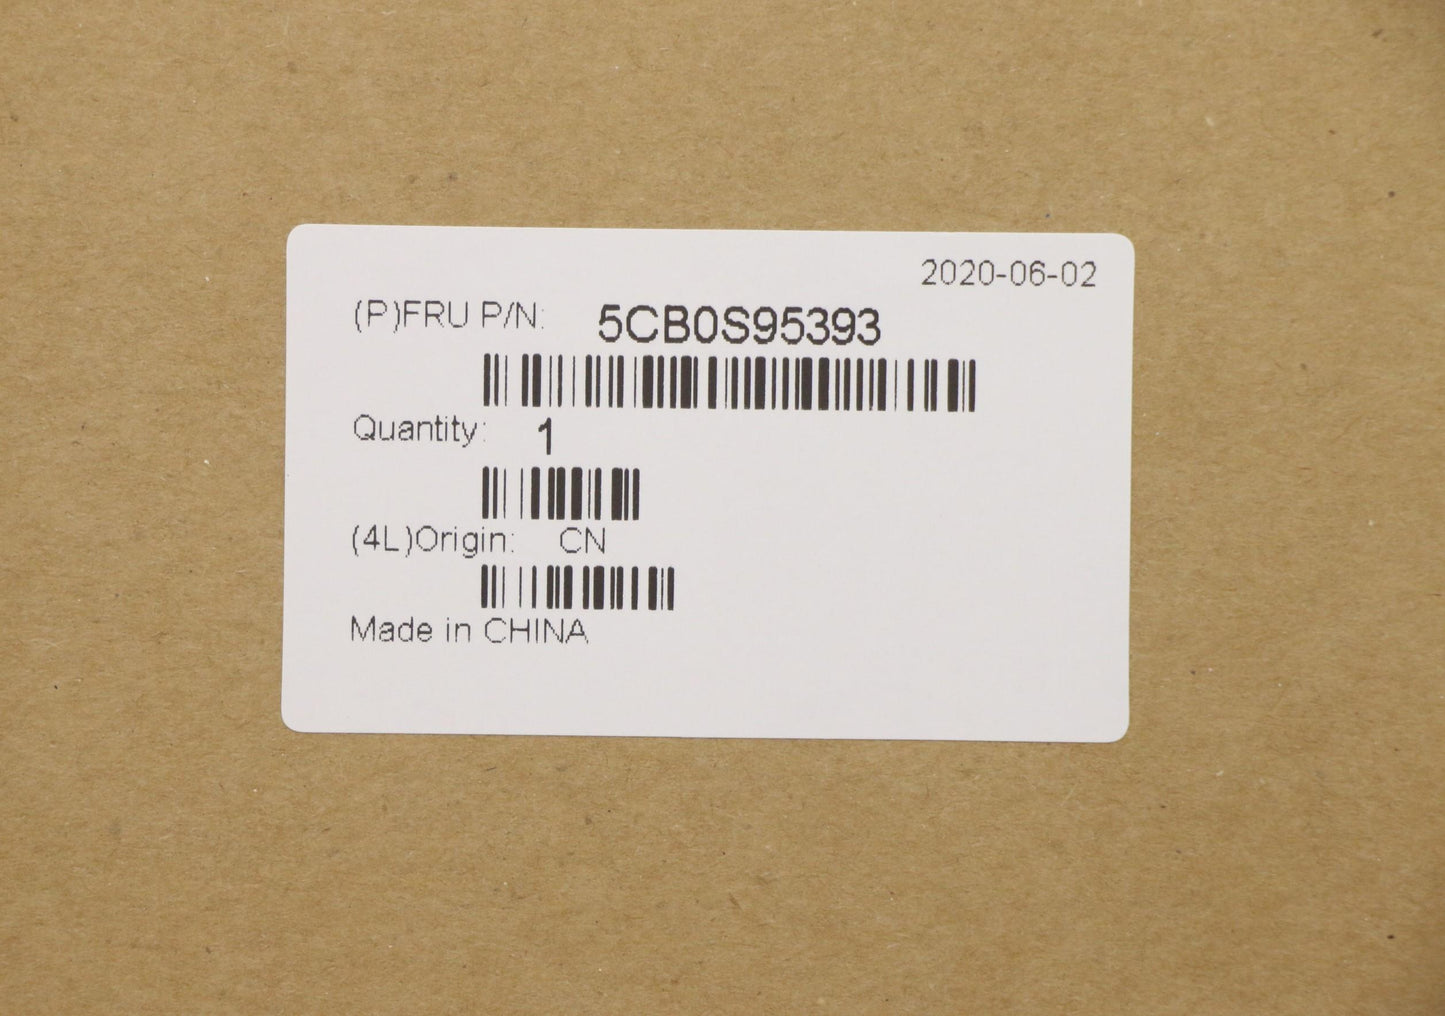 2020-06-02
(P)FRU P/N: 5CB0S95393
Quantity: 1
(4L)Origin: CN
Made in CHINA